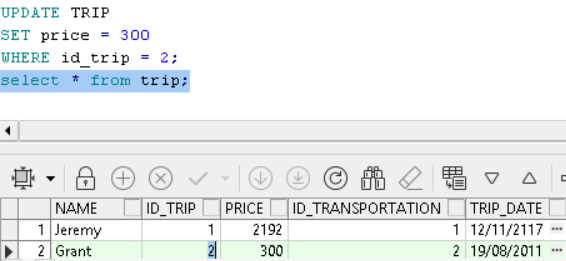 UPDATE TRIP
SET price = 300
WHERE id_trip = 2;
select * from trip;
NAME ID_TRIP PRICE ID_TRANSPORTATION TRIP_DATE
1 Jeremy 1 2192 1 12/11/2117 ...
2 Grant 2 300 2 19/08/2011 ...